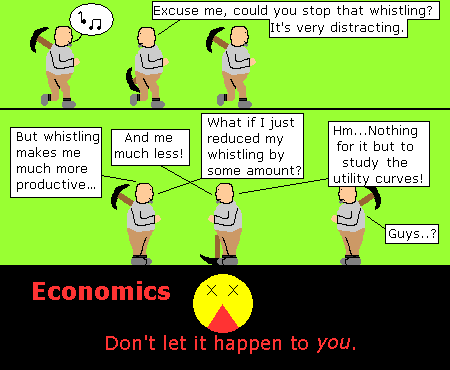 Excuse me, could you stop that whistling?
It's very distracting.
But whistling
makes me
much more
productive...
And me
much less!
What if I just
reduced my
whistling by
some amount?
Hm...Nothing
for it but to
study the
utility curves!
Guys..?
Economics
Don't let it happen to you.